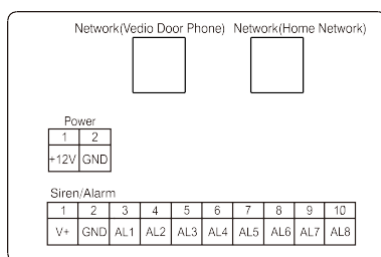 Network(Vedio Door Phone) Network(Home Network)
Power
1 2
+12V GND
Siren/Alarm
1 2 3 4 5 6 7 8 9 10
V+ GND AL1 AL2 AL3 AL4 AL5 AL6 AL7 AL8